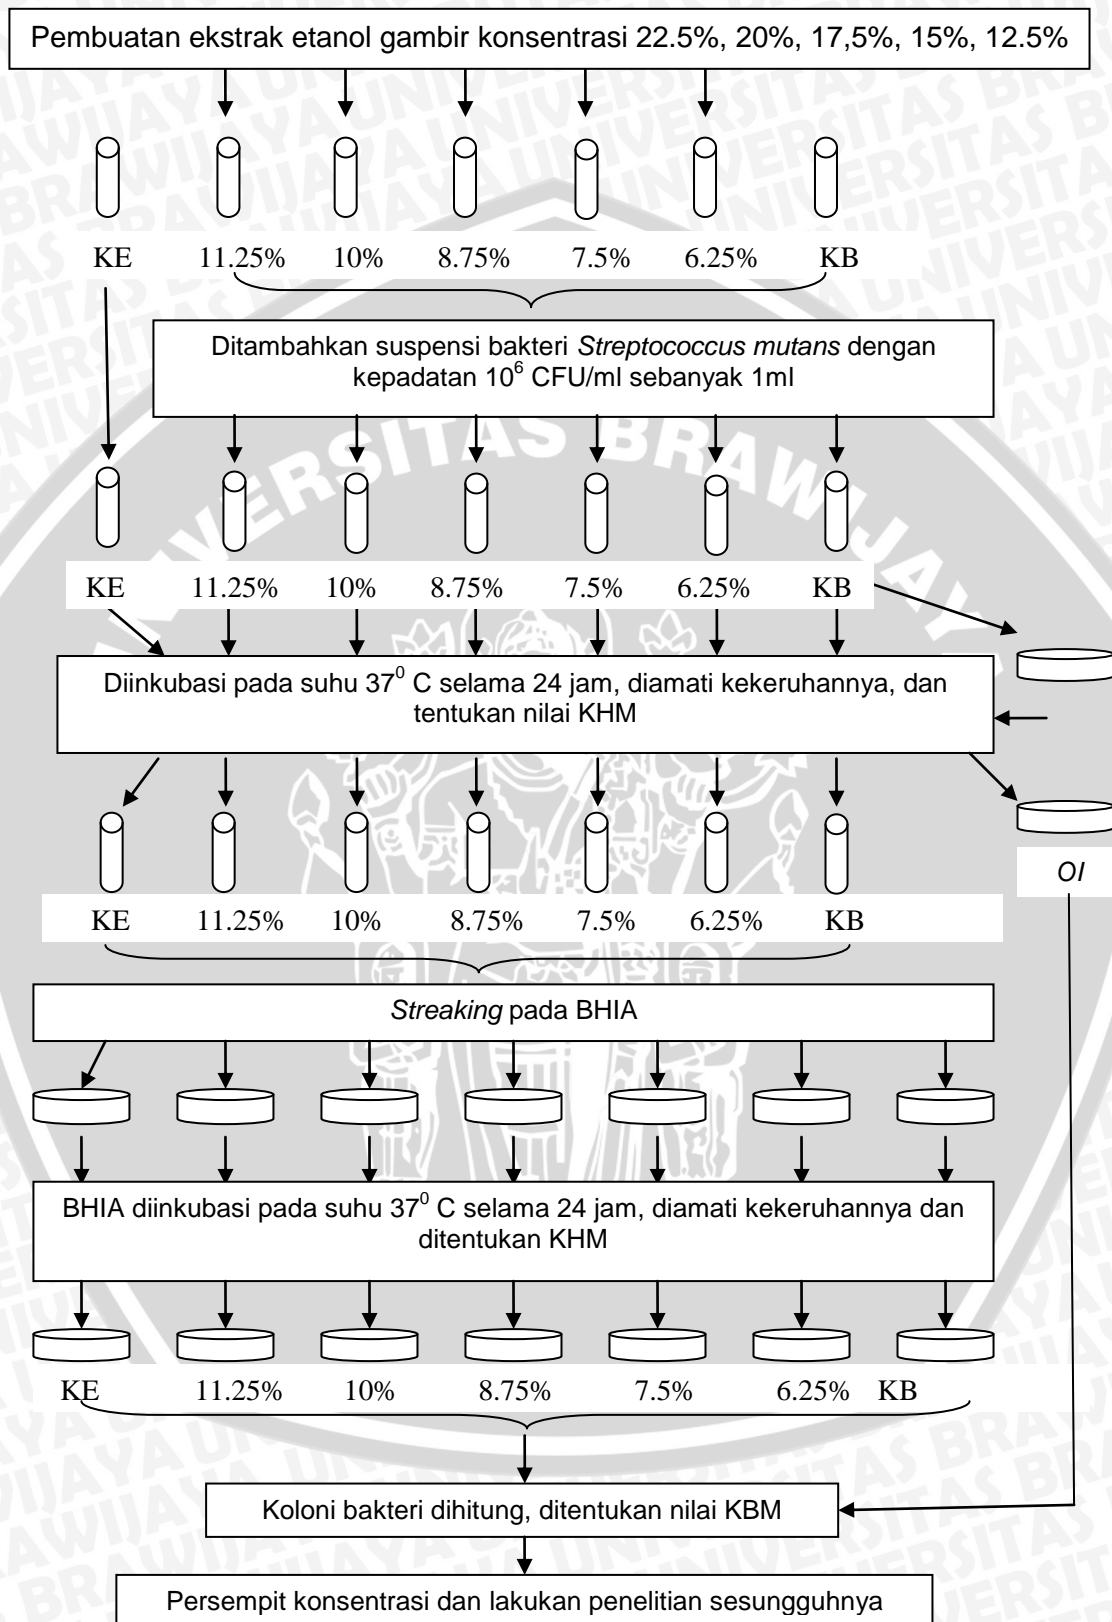 Pembuatan ekstrak etanol gambir konsentrasi 22.5%, 20%, 17,5%, 15%, 12.5%
KE 11.25% 10% 8.75% 7.5% 6.25% KB
Ditambahkan suspensi bakteri Streptococcus mutans dengan
kepadatan 10⁶ CFU/ml sebanyak 1ml
KE 11.25% 10% 8.75% 7.5% 6.25% KB
Diinkubasi pada suhu 37⁰ C selama 24 jam, diamati kekeruhannya, dan
tentukan nilai KHM
OI
KE 11.25% 10% 8.75% 7.5% 6.25% KB
Streaking pada BHIA
BHIA diinkubasi pada suhu 37⁰ C selama 24 jam, diamati kekeruhannya dan
ditentukan KHM
KE 11.25% 10% 8.75% 7.5% 6.25% KB
Koloni bakteri dihitung, ditentukan nilai KBM
Persempit konsentrasi dan lakukan penelitian sesungguhnya
UNIVERSITAS BRAWIJAYA